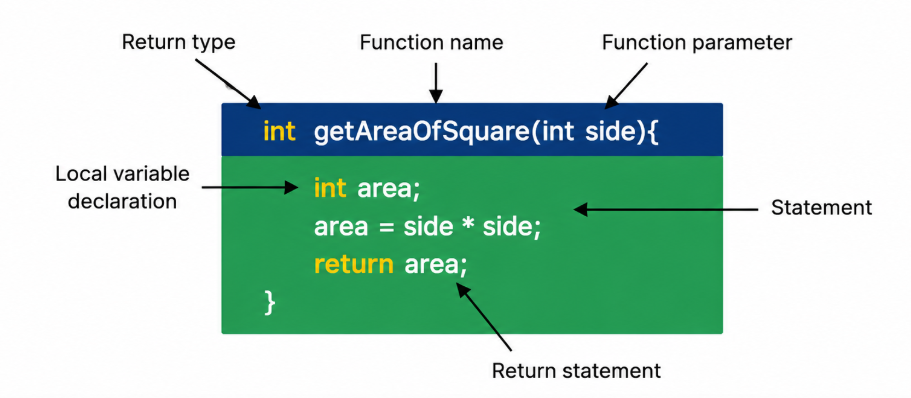 Return type
Function name
Function parameter
int getAreaOfSquare(int side){
Local variable
declaration
int area;
area = side * side;
Statement
return area;
}
Return statement